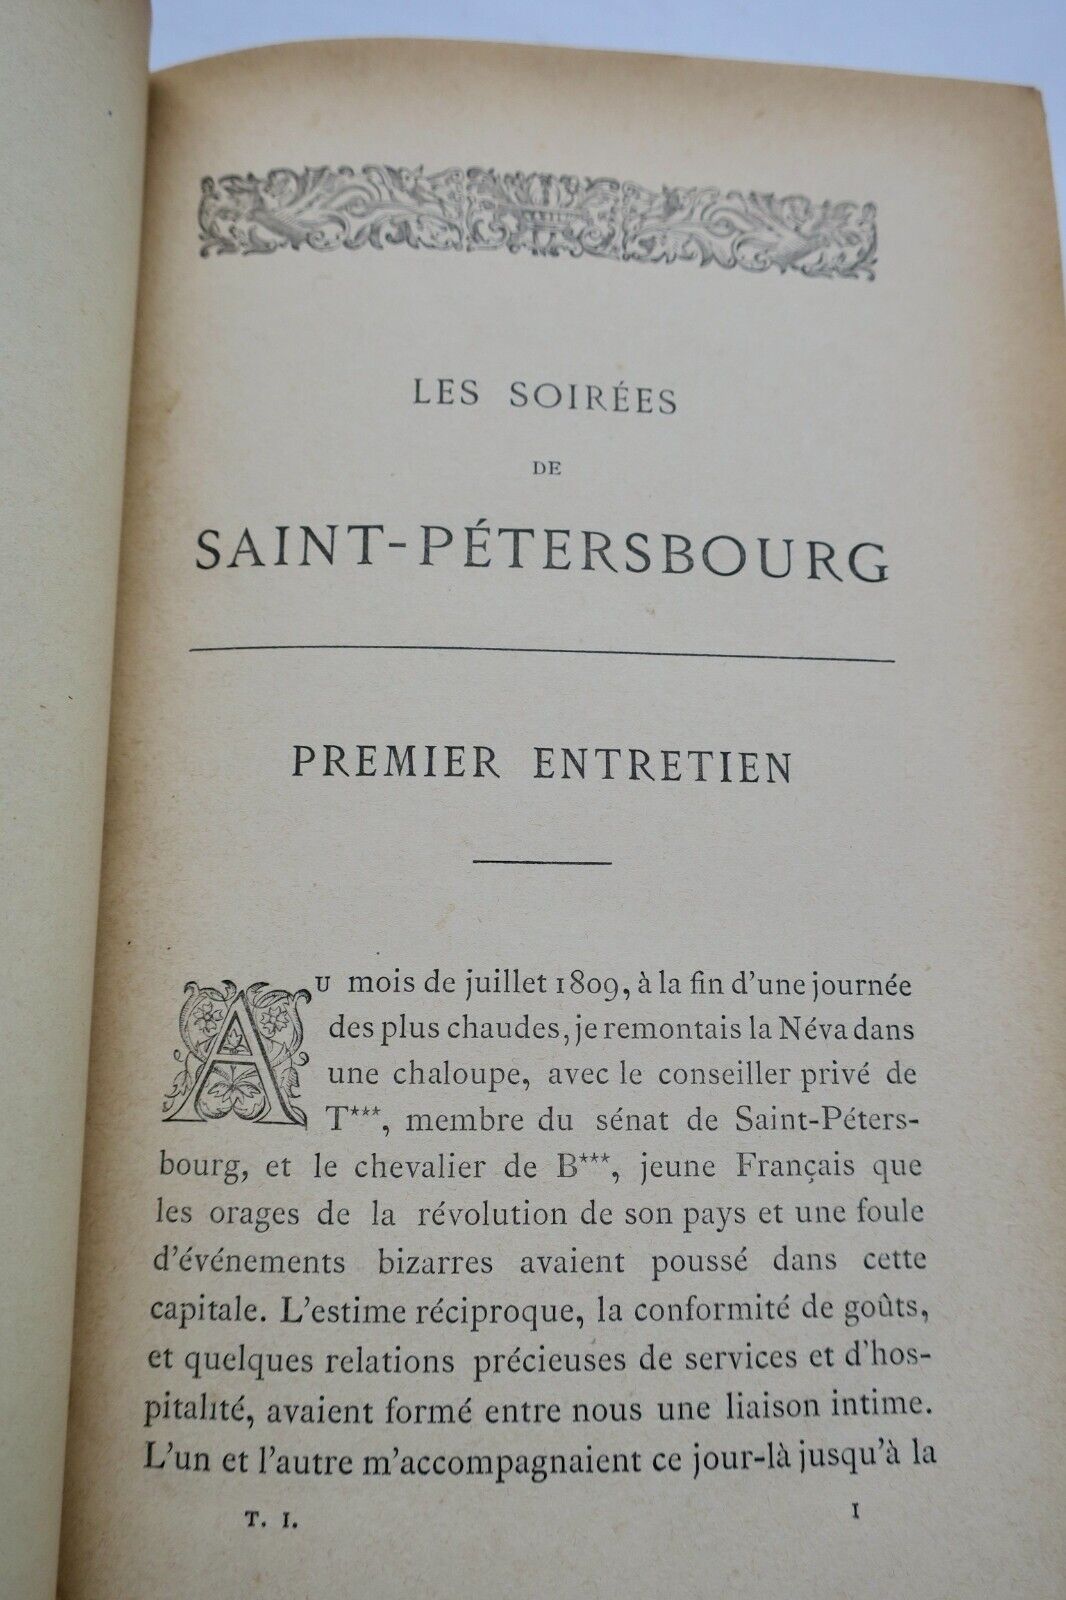 LES SOIRÉES
DE
SAINT-PÉTERSBOURG
PREMIER ENTRETIEN
AU mois de juillet 1809, à la fin d'une journée
des plus chaudes, je remontais la Néva dans
une chaloupe, avec le conseiller privé de
T***, membre du sénat de Saint-Péters-
bourg, et le chevalier de B***, jeune Français que
les orages de la révolution de son pays et une foule
d'événements bizarres avaient poussé dans cette
capitale. L'estime réciproque, la conformité de goûts,
et quelques relations précieuses de services et d'hos-
pitalité, avaient formé entre nous une liaison intime.
L'un et l'autre m'accompagnaient ce jour-là jusqu'à la
T. I. I